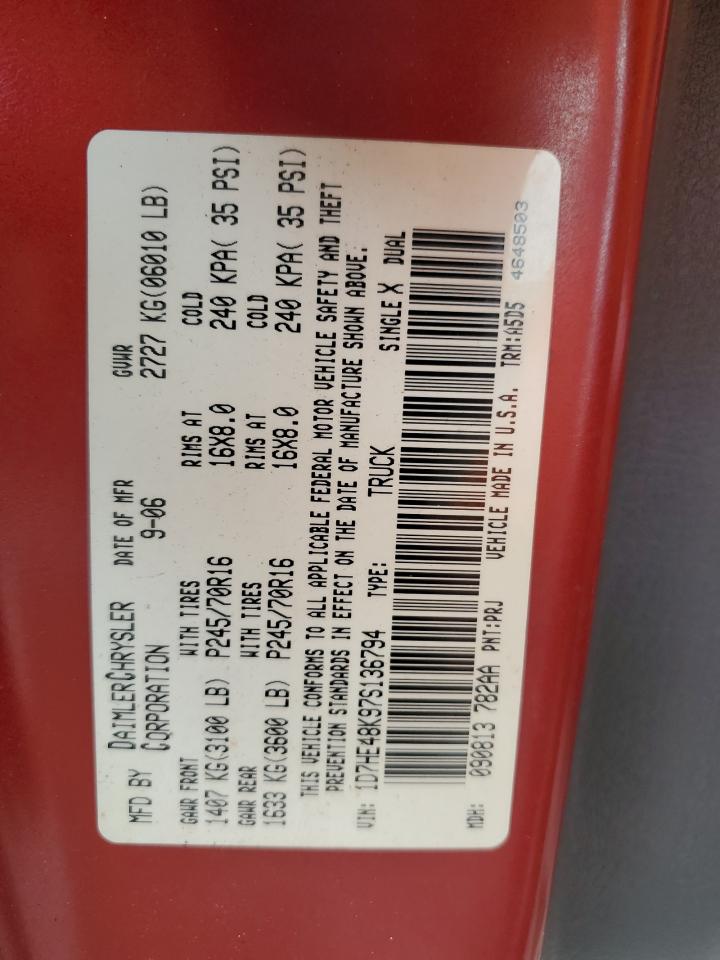 MFD BY DAIMLERCHRYSLER CORPORATION DATE OF MFR 9-06 GVWR 2727 KG(06010 LB)
GAWR FRONT WITH TIRES RIMS AT COLD
1407 KG(3100 LB) P245/70R16 16X8.0 240 KPA( 35 PSI)
GAWR REAR WITH TIRES RIMS AT COLD
1633 KG(3600 LB) P245/70R16 16X8.0 240 KPA( 35 PSI)
THIS VEHICLE CONFORMS TO ALL APPLICABLE FEDERAL MOTOR VEHICLE SAFETY AND THEFT
PREVENTION STANDARDS IN EFFECT ON THE DATE OF MANUFACTURE SHOWN ABOVE.
VIN: 1D7HE48K97S136794 TYPE: TRUCK SINGLE X DUAL
MDH: 090813 782AA PNT:PRJ VEHICLE MADE IN U.S.A. TRM:A5D5 4648503